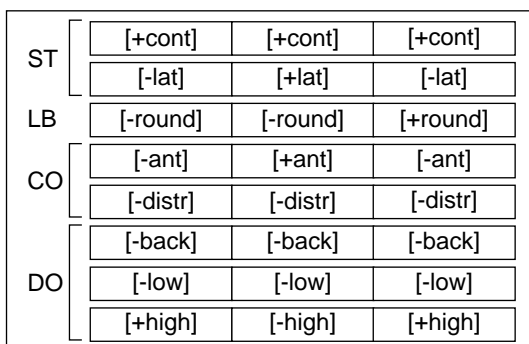 ST [+cont] [+cont] [+cont]
[-lat] [+lat] [-lat]
LB [-round] [-round] [+round]
CO [-ant] [+ant] [-ant]
[-distr] [-distr] [-distr]
DO [-back] [-back] [-back]
[-low] [-low] [-low]
[+high] [-high] [+high]